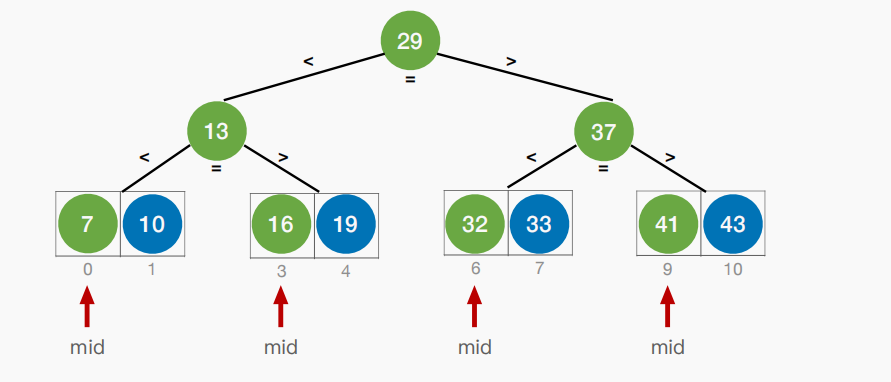 29
< >
=
13 37
< > < >
= =
7 10 16 19 32 33 41 43
0 1 3 4 6 7 9 10
mid mid mid mid